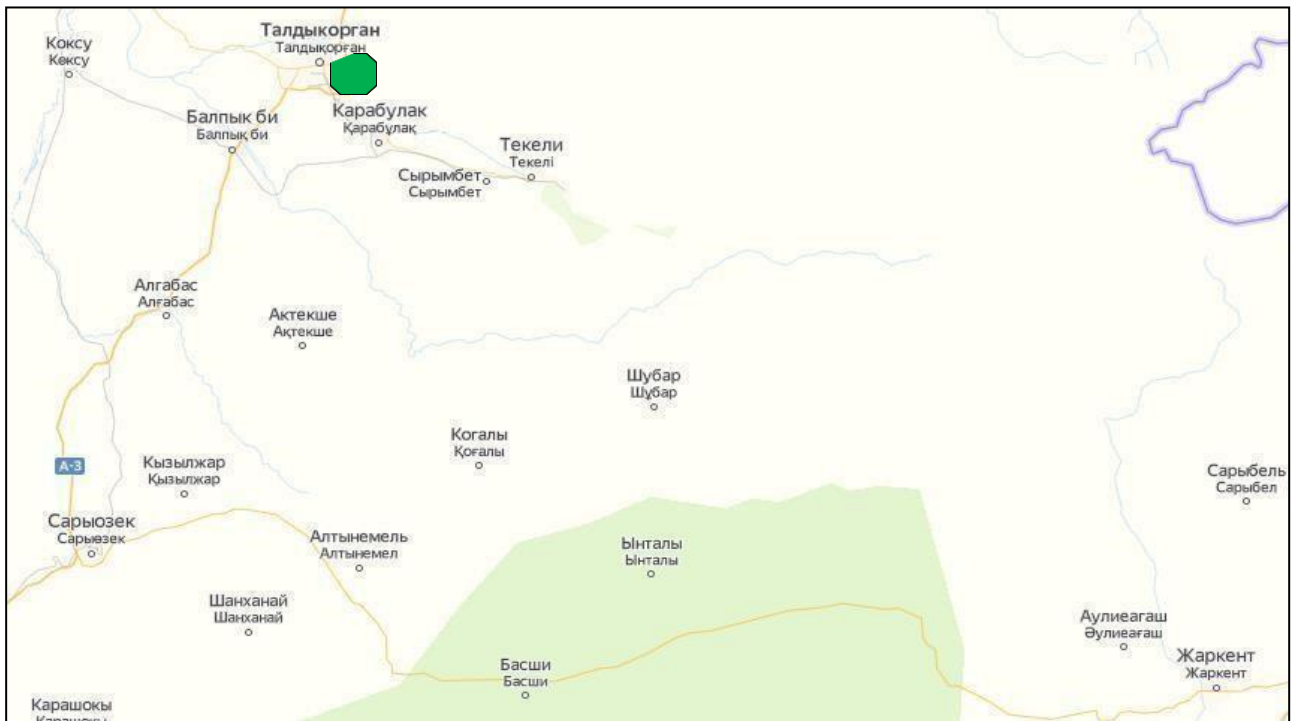 Талдыкорган
Талдықорған
Коксу
Көксу
Балпык би
Балпық би
Карабулак
Қарабұлақ
Текели
Текелі
Сырымбет
Сырымбет
Алгабас
Алғабас
Актекше
Ақтекше
Шубар
Шұбар
Когалы
Қоғалы
А-3
Кызылжар
Қызылжар
Сарыбель
Сарыбел
Сарыозек
Сарыөзек
Алтынемель
Алтынемел
Ынталы
Ынталы
Шанханай
Шанханай
Аулиеагаш
Әулиеағаш
Басши
Басши
Жаркент
Жаркент
Карашокы